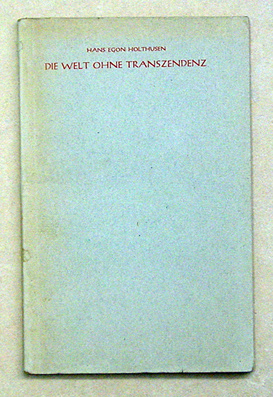 HANS EGON HOLTHUSEN
DIE WELT OHNE TRANSZENDENZ